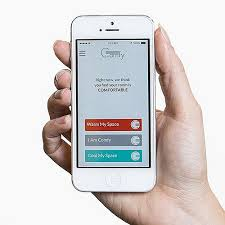 Comfy
Right now, we think
you feel your room is
COMFORTABLE
Warm My Space
I Am Comfy
Cool My Space